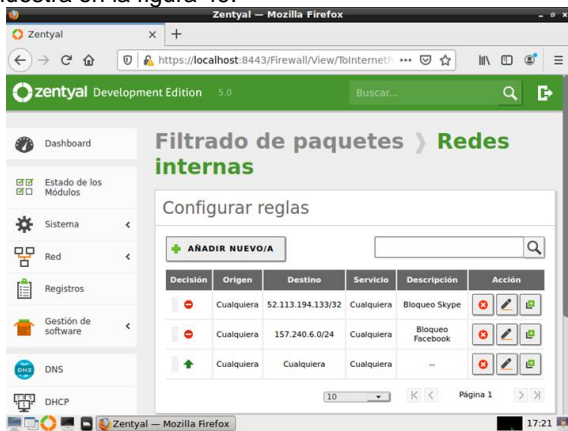 Zentyal — Mozilla Firefox
Zentyal
https://localhost:8443/Firewall/View/ToInternet
zentyal Development Edition 5.0
Buscar...
Dashboard
Estado de los
Módulos
Sistema
Red
Registros
Gestión de
software
DNS
DHCP
Filtrado de paquetes ❯ Redes
internas
Configurar reglas
AÑADIR NUEVO/A
Decisión Origen Destino Servicio Descripción Acción
Cualquiera 52.113.194.133/32 Cualquiera Bloqueo Skype
Cualquiera 157.240.6.0/24 Cualquiera Bloqueo
Facebook
Cualquiera Cualquiera Cualquiera --
10 Página 1
Zentyal — Mozilla Firefox 17:21